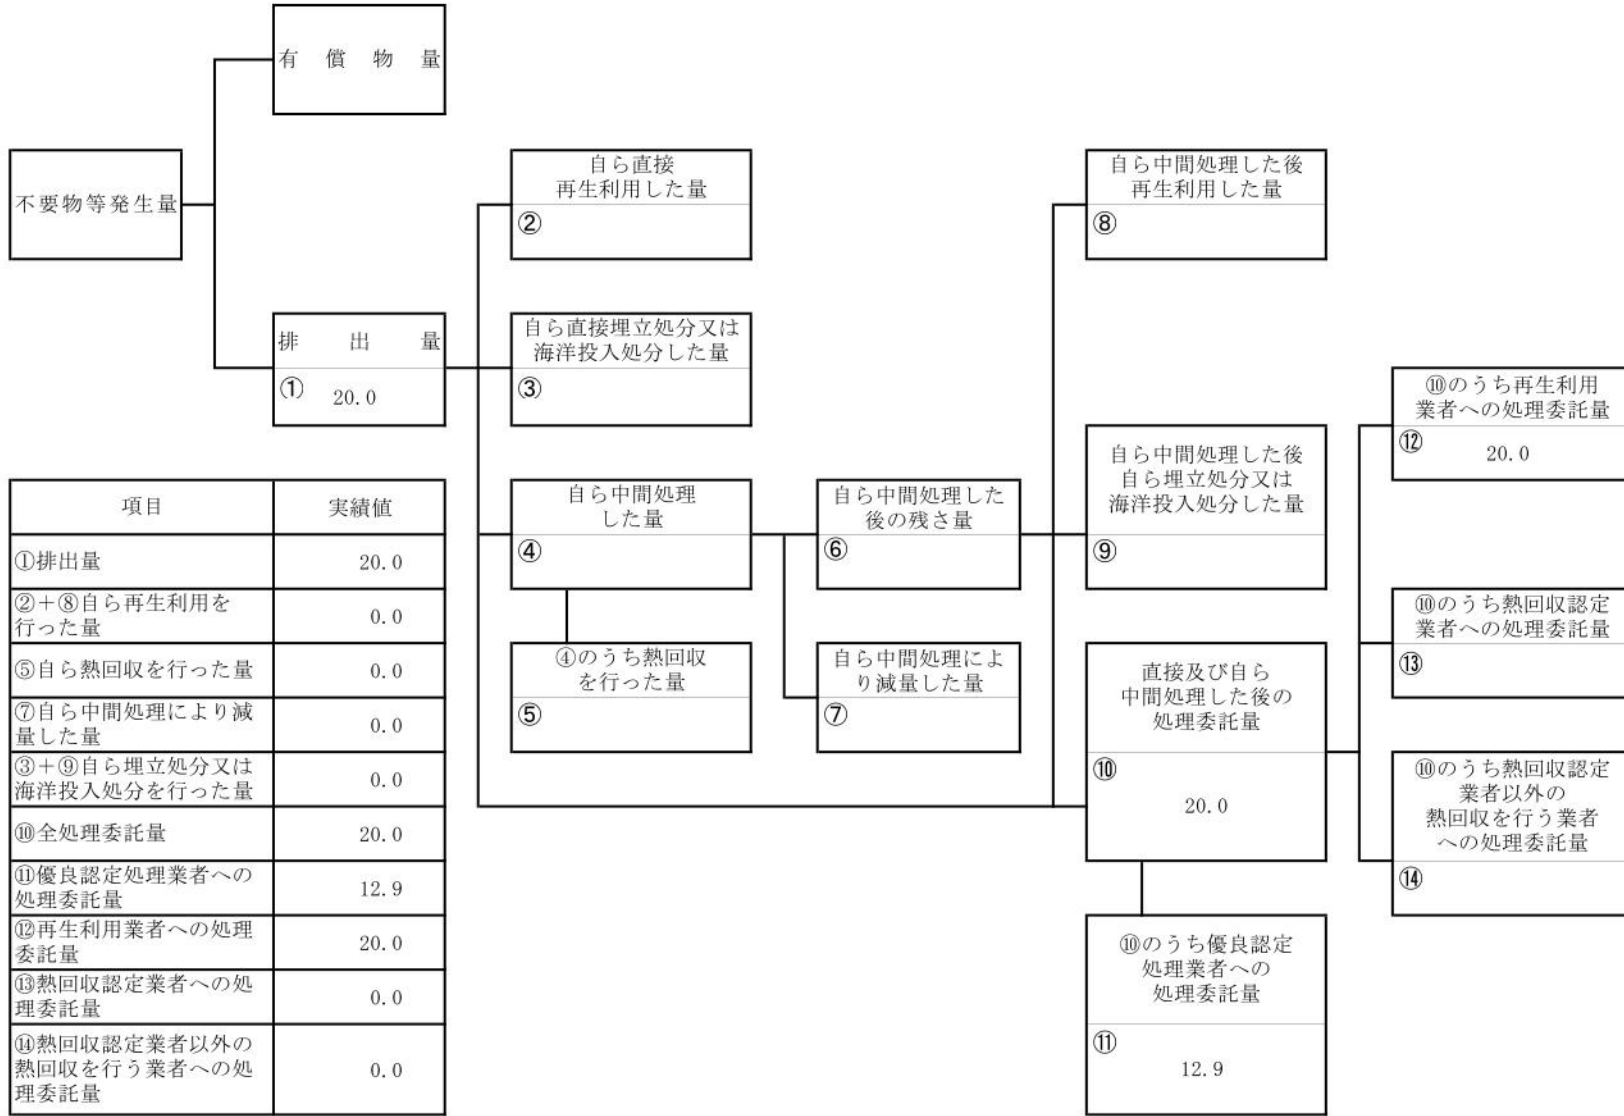 有償物量
不要物等発生量
排出量
① 20.0
自ら直接
再生利用した量
②
自ら直接埋立処分又は
海洋投入処分した量
③
自ら中間処理
した量
④
④のうち熱回収
を行った量
⑤
自ら中間処理した
後の残さ量
⑥
自ら中間処理によ
り減量した量
⑦
自ら中間処理した後
再生利用した量
⑧
自ら中間処理した後
自ら埋立処分又は
海洋投入処分した量
⑨
直接及び自ら
中間処理した後の
処理委託量
⑩
20.0
⑩のうち優良認定
処理業者への
処理委託量
⑪
12.9
⑩のうち再生利用
業者への処理委託量
⑫
20.0
⑩のうち熱回収認定
業者への処理委託量
⑬
⑩のうち熱回収認定
業者以外の
熱回収を行う業者
への処理委託量
⑭
項目 実績値
①排出量 20.0
②+⑧自ら再生利用を
行った量 0.0
⑤自ら熱回収を行った量 0.0
⑦自ら中間処理により減
量した量 0.0
③+⑨自ら埋立処分又は
海洋投入処分を行った量 0.0
⑩全処理委託量 20.0
⑪優良認定処理業者への
処理委託量 12.9
⑫再生利用業者への処理
委託量 20.0
⑬熱回収認定業者への処
理委託量 0.0
⑭熱回収認定業者以外の
熱回収を行う業者への処
理委託量 0.0